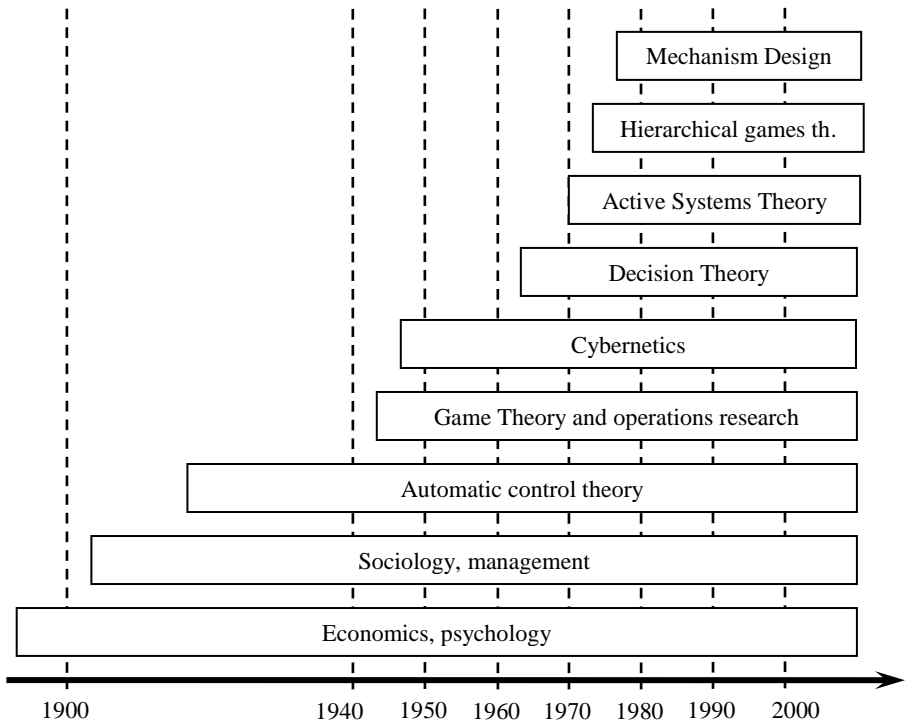 Mechanism Design
Hierarchical games th.
Active Systems Theory
Decision Theory
Cybernetics
Game Theory and operations research
Automatic control theory
Sociology, management
Economics, psychology
1900 1940 1950 1960 1970 1980 1990 2000